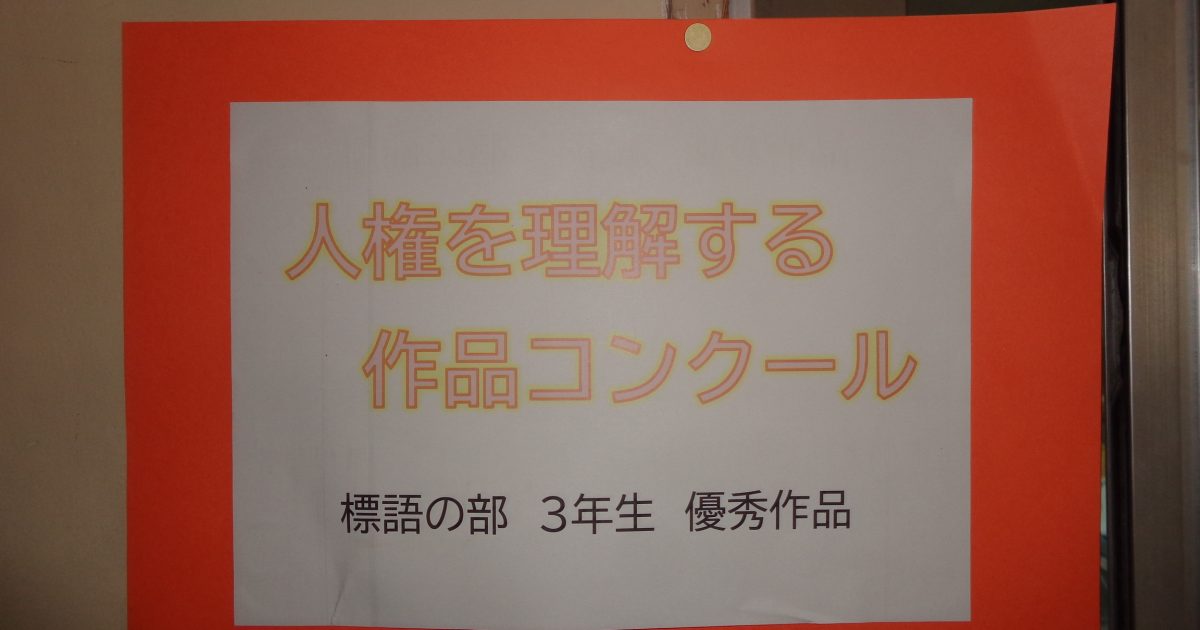 人権を理解する
作品コンクール
標語の部 3年生 優秀作品